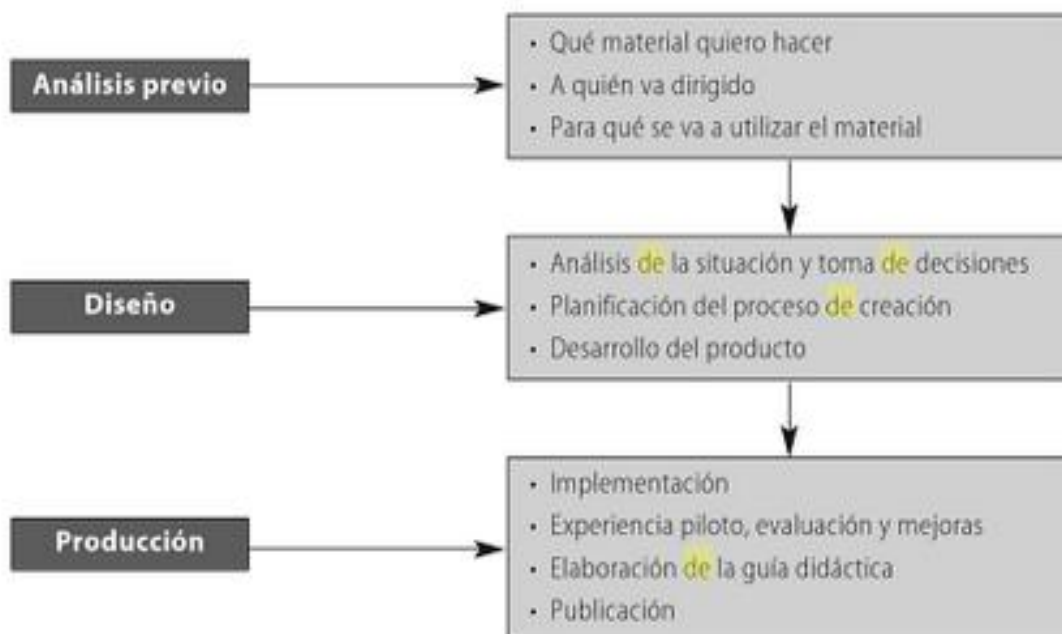 Análisis previo
• Qué material quiero hacer
• A quién va dirigido
• Para qué se va a utilizar el material
Diseño
• Análisis de la situación y toma de decisiones
• Planificación del proceso de creación
• Desarrollo del producto
Producción
• Implementación
• Experiencia piloto, evaluación y mejoras
• Elaboración de la guía didáctica
• Publicación